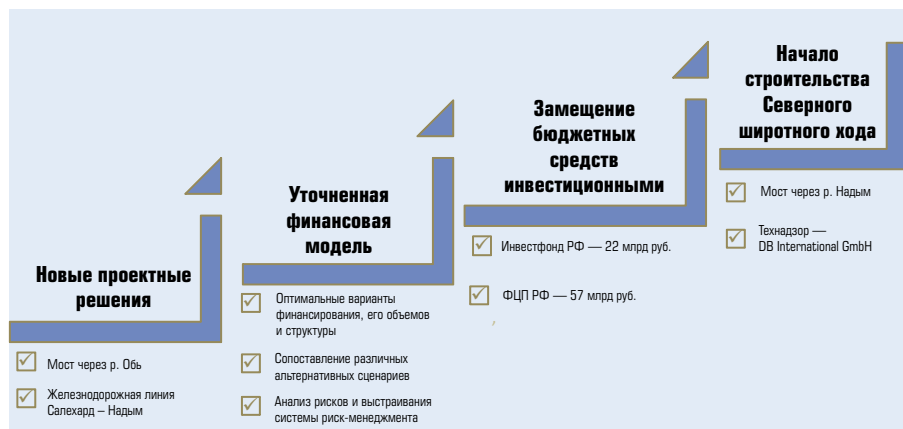 Новые проектные
решения
Мост через р. Обь
Железнодорожная линия
Салехард – Надым
Уточненная
финансовая
модель
Оптимальные варианты
финансирования, его объемов
и структуры
Сопоставление различных
альтернативных сценариев
Анализ рисков и выстраивания
системы риск-менеджмента
Замещение
бюджетных
средств
инвестиционными
Инвестфонд РФ — 22 млрд руб.
ФЦП РФ — 57 млрд руб.
,
Начало
строительства
Северного
широтного хода
Мост через р. Надым
Технадзор —
DB International GmbH